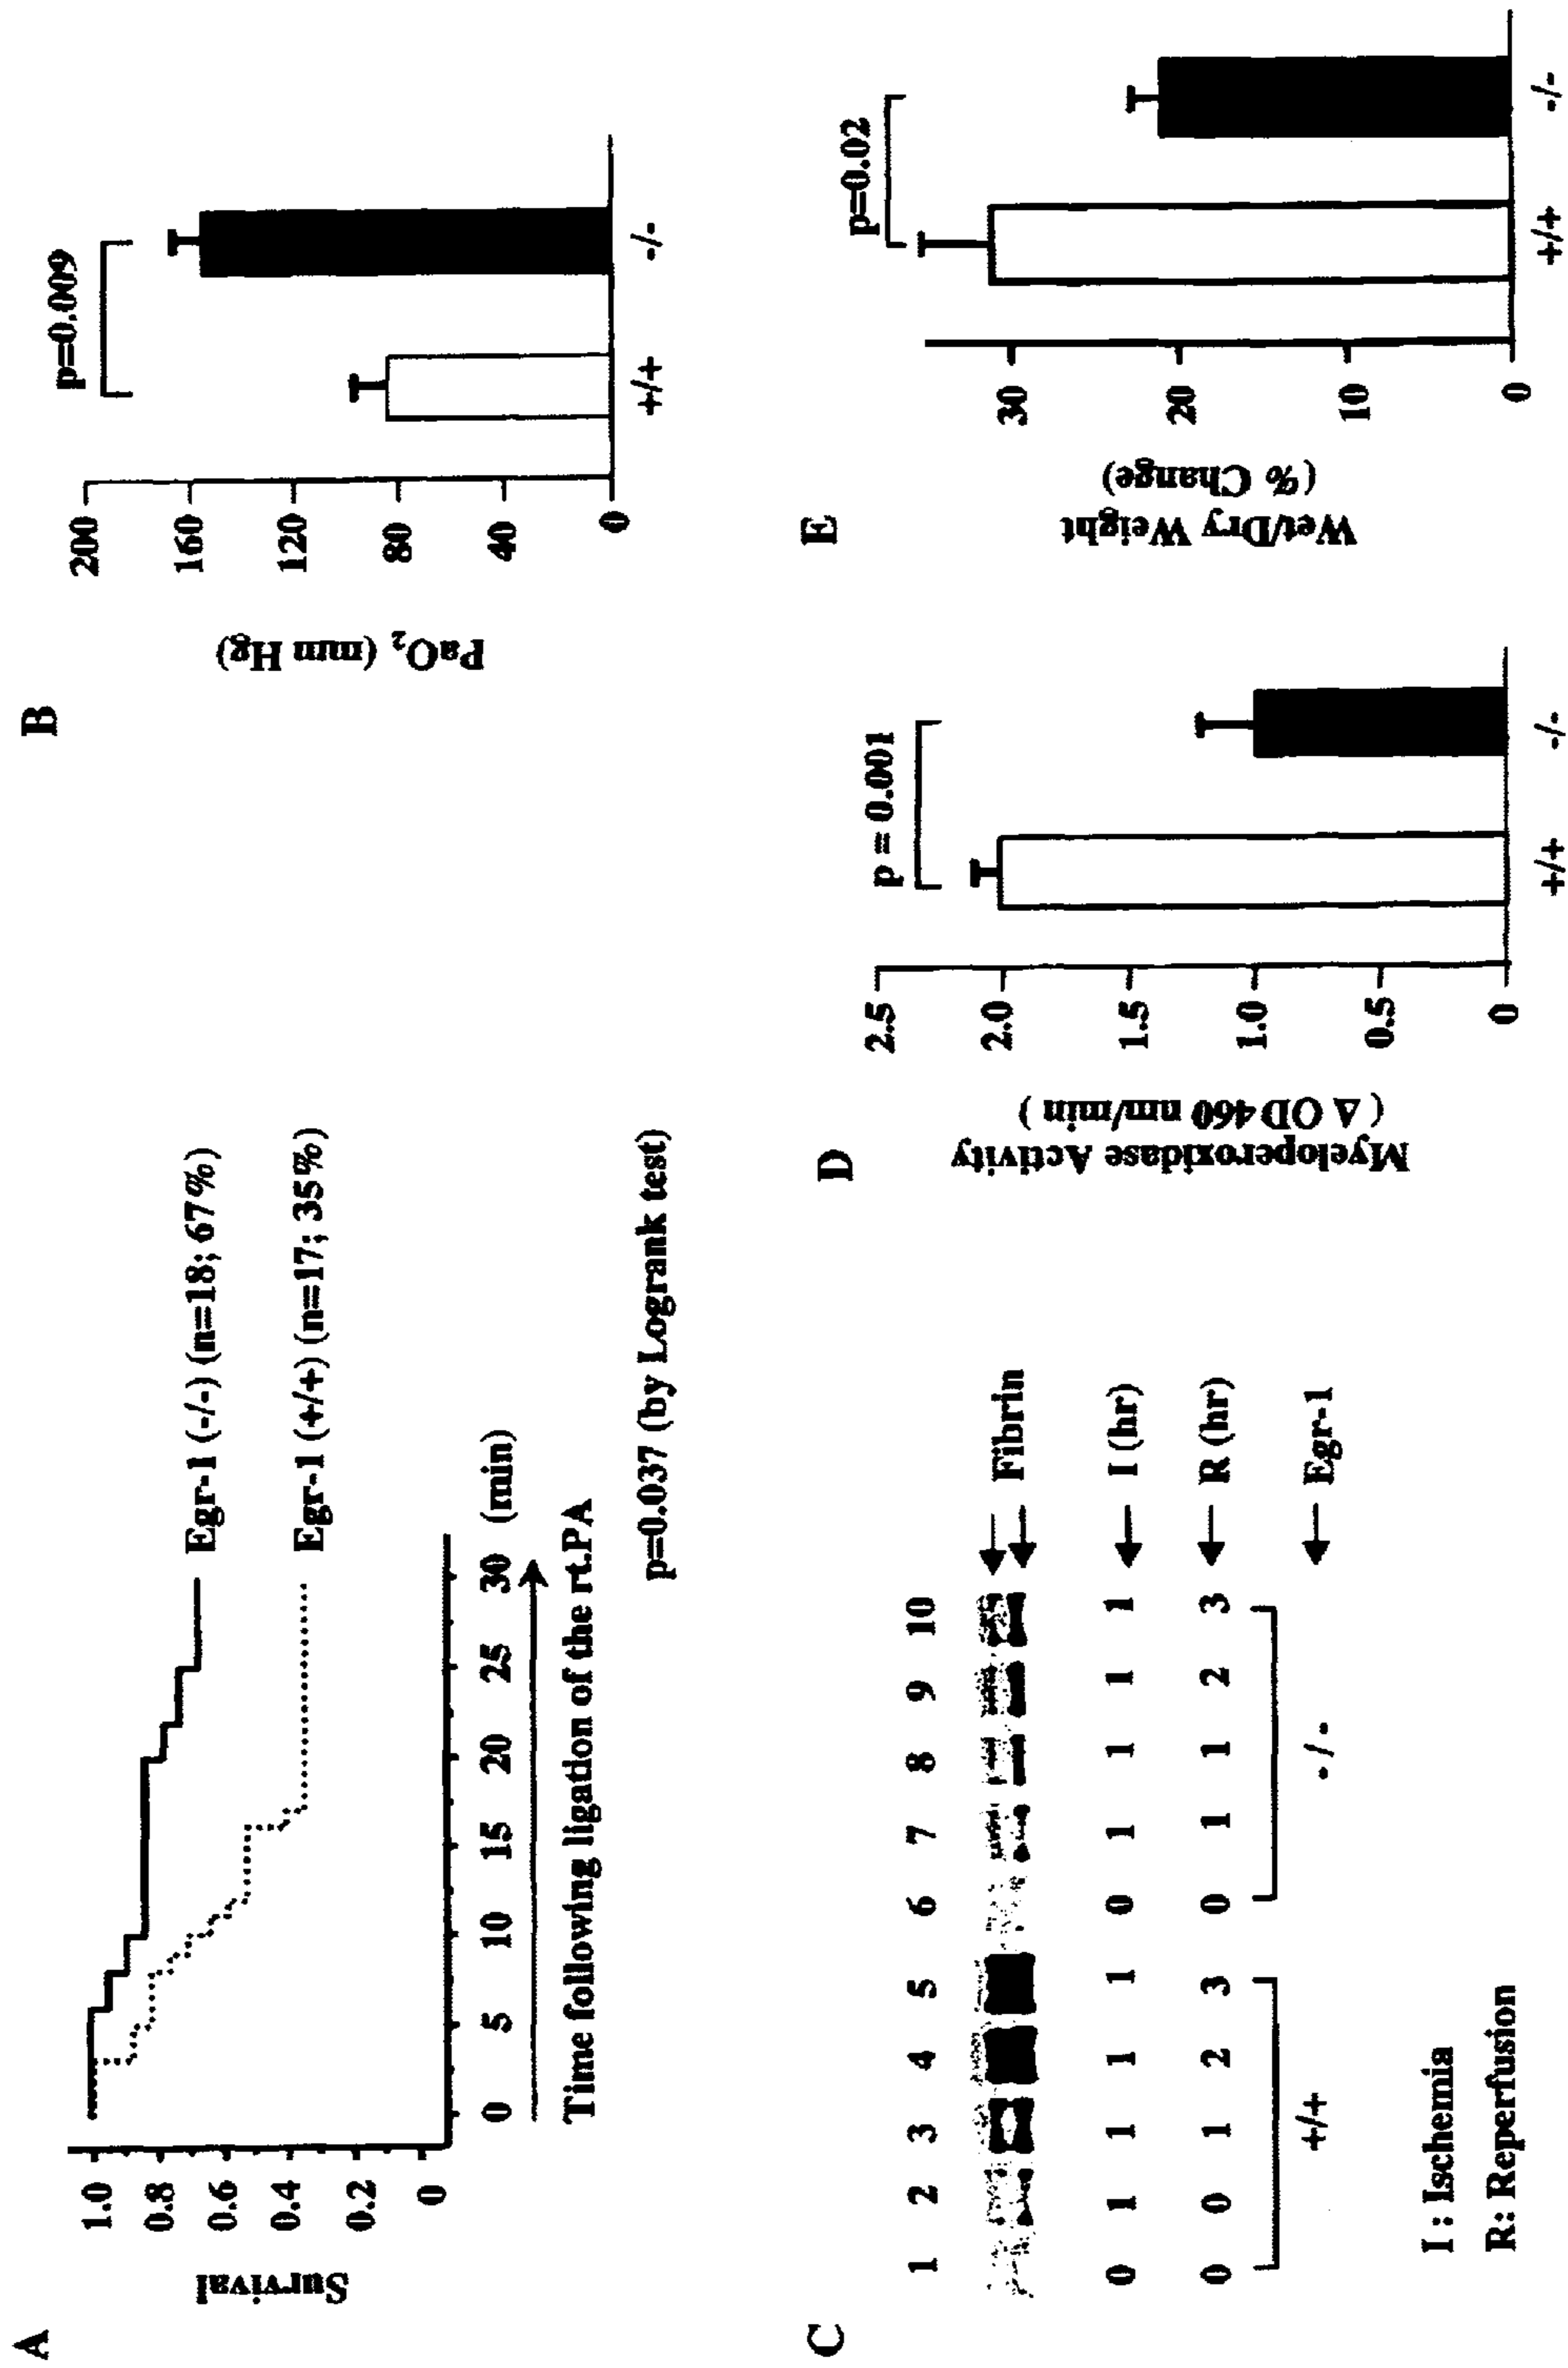 A
Survival
1.0
0.8
0.6
0.4
0.2
0
0 5 10 15 20 25 30 (min)
Time following ligation of the rt.PA
Egr-1 (-/-) (n=18; 67%)
Egr-1 (+/+) (n=17; 35%)
p=0.037 (by Logrank test)
B
PaO₂ (mm Hg)
200
160
120
80
40
0
p=0.009
+/+ -/-
C
1 2 3 4 5 6 7 8 9 10
Fibrin
0 1 1 1 1 0 1 1 1 1 I (hr)
0 0 1 2 3 0 1 1 2 3 R (hr)
+/+ -/- Egr-1
I : Ischemia
R: Reperfusion
D
Myeloperoxidase Activity
( Δ OD460 nm/min )
2.5
2.0
1.5
1.0
0.5
0
p = 0.001
+/+ -/-
E
Wet/Dry Weight
(% Change)
30
20
10
0
p=0.02
+/+ -/-